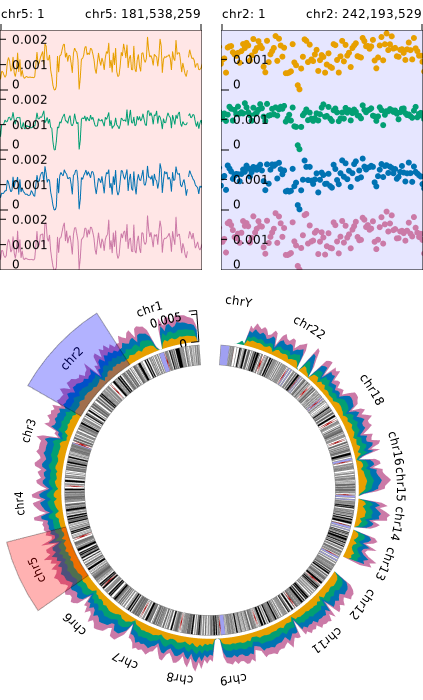 chr5: 1 chr5: 181,538,259
chr2: 1 chr2: 242,193,529
0.002
0.001
0
0.002
0.001
0
0.002
0.001
0
0.002
0.001
0
0.001
0
0.001
0
0.001
0
0.001
0
chrY
chr1
0.005
0
chr22
chr2
chr18
chr3
chr16
chr15
chr4
chr14
chr13
chr5
chr12
chr6
chr11
chr7
chr8
chr9